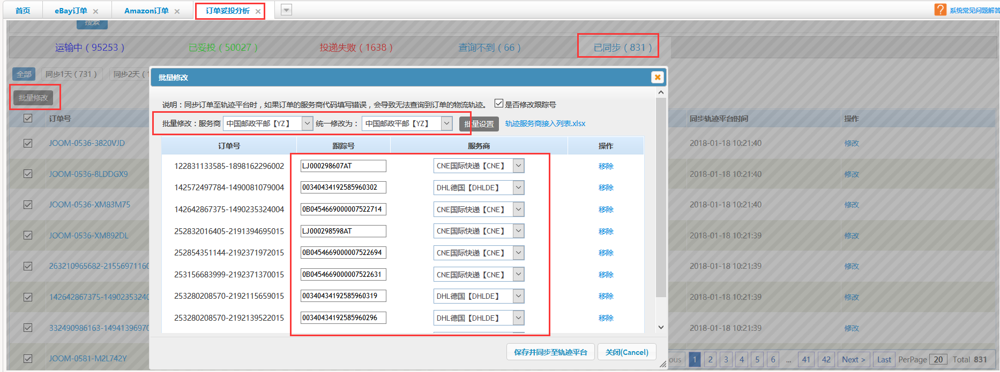 首页 eBay订单 Amazon订单 订单妥投分析 系统常见问题解答
搜索
运输中（95253） 已妥投（50027） 投递失败（1638） 查询不到（66） 已同步（831）
全部 同步1天（731） 同步2天（
批量修改
批量修改
说明：同步订单至轨迹平台时，如果订单的服务商代码填写错误，会导致无法查询到订单的物流轨迹。 是否修改跟踪号
批量修改：服务商 中国邮政平邮【YZ】 统一修改为： 中国邮政平邮【YZ】 批量设置 轨迹服务商接入列表.xlsx
订单号 跟踪号 服务商 操作
122831133585-1898162296002 LJ000298607AT CNE国际快递【CNE】 移除
142572497784-1490081079004 00340434192585960302 DHL德国【DHLDE】 移除
142642867375-1490235324004 0B0454669000007522714 CNE国际快递【CNE】 移除
252832016405-2191394695015 LJ000298598AT CNE国际快递【CNE】 移除
252854351144-2192371972015 0B0454669000007522694 CNE国际快递【CNE】 移除
253156683999-2192371370015 0B0454669000007522631 CNE国际快递【CNE】 移除
253280208570-2192115659015 00340434192585960319 DHL德国【DHLDE】 移除
253280208570-2192139522015 00340434192585960296 DHL德国【DHLDE】 移除
保存并同步至轨迹平台 关闭(Cancel)
订单号 同步轨迹平台时间 操作
JOOM-0536-3820VJD 2018-01-18 10:21:40 修改
JOOM-0536-8LDDGX9 2018-01-18 10:21:40 修改
JOOM-0536-XM83M75 2018-01-18 10:21:40 修改
JOOM-0536-XM892DL 2018-01-18 10:21:39 修改
263210965682-21556971160 2018-01-18 10:21:39 修改
142642867375-14902353240 2018-01-18 10:21:39 修改
332490986163-14941396970 2018-01-18 10:21:39 修改
JOOM-0581-M2L742Y
ous 1 2 3 4 5 6 ... 41 42 Next > Last PerPage 20 Total 831